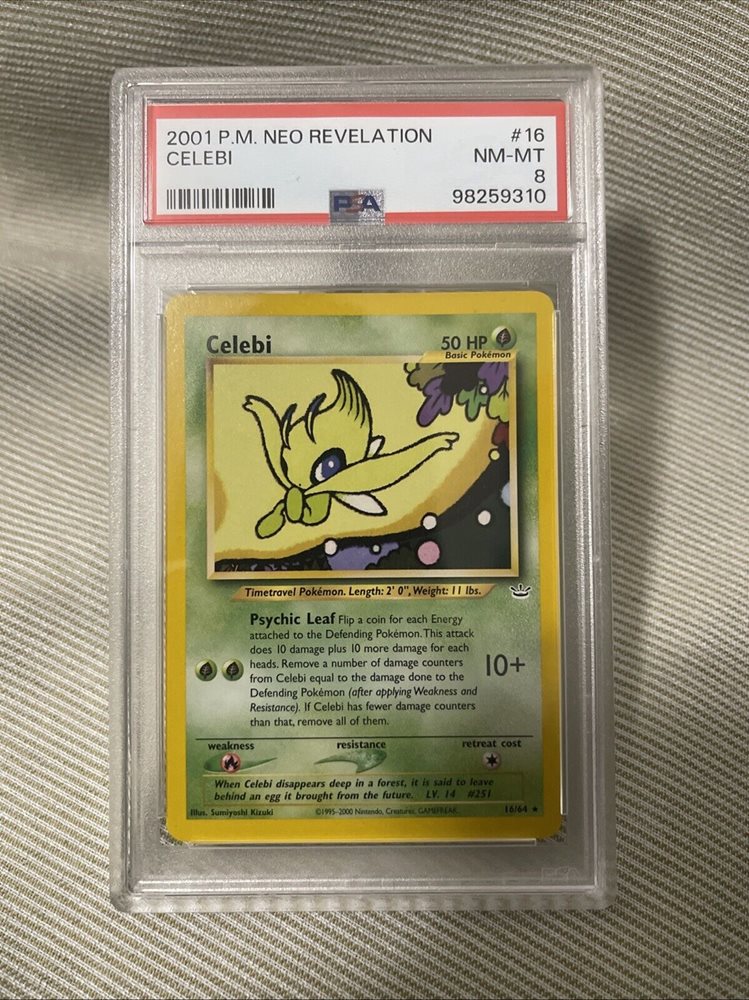 2001 P.M. NEO REVELATION #16
CELEBI NM-MT
8
PSA 98259310
Celebi 50 HP
Basic Pokémon
Timetravel Pokémon. Length: 2' 0", Weight: 11 lbs.
Psychic Leaf Flip a coin for each Energy
attached to the Defending Pokémon. This attack
does 10 damage plus 10 more damage for each
heads. Remove a number of damage counters
from Celebi equal to the damage done to the 10+
Defending Pokémon (after applying Weakness and
Resistance). If Celebi has fewer damage counters
than that, remove all of them.
weakness resistance retreat cost
When Celebi disappears deep in a forest, it is said to leave
behind an egg it brought from the future. LV. 14 #251
Illus. Sumiyoshi Kizuki ©1995-2000 Nintendo, Creatures, GAMEFREAK. 16/64 ★
PSA